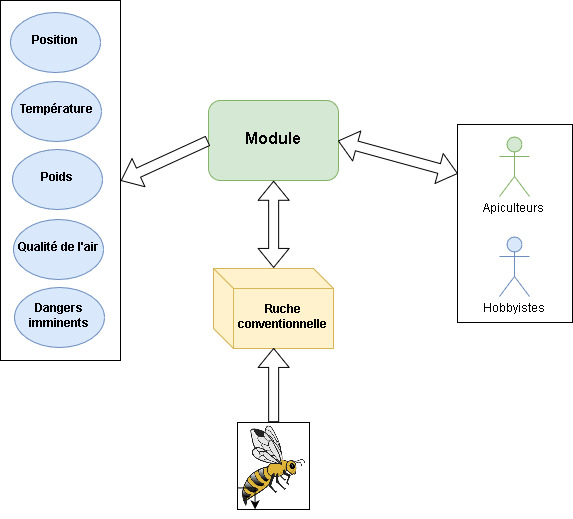 Position
Température
Poids
Qualité de l'air
Dangers
imminents
Module
Ruche
conventionnelle
Apiculteurs
Hobbyistes